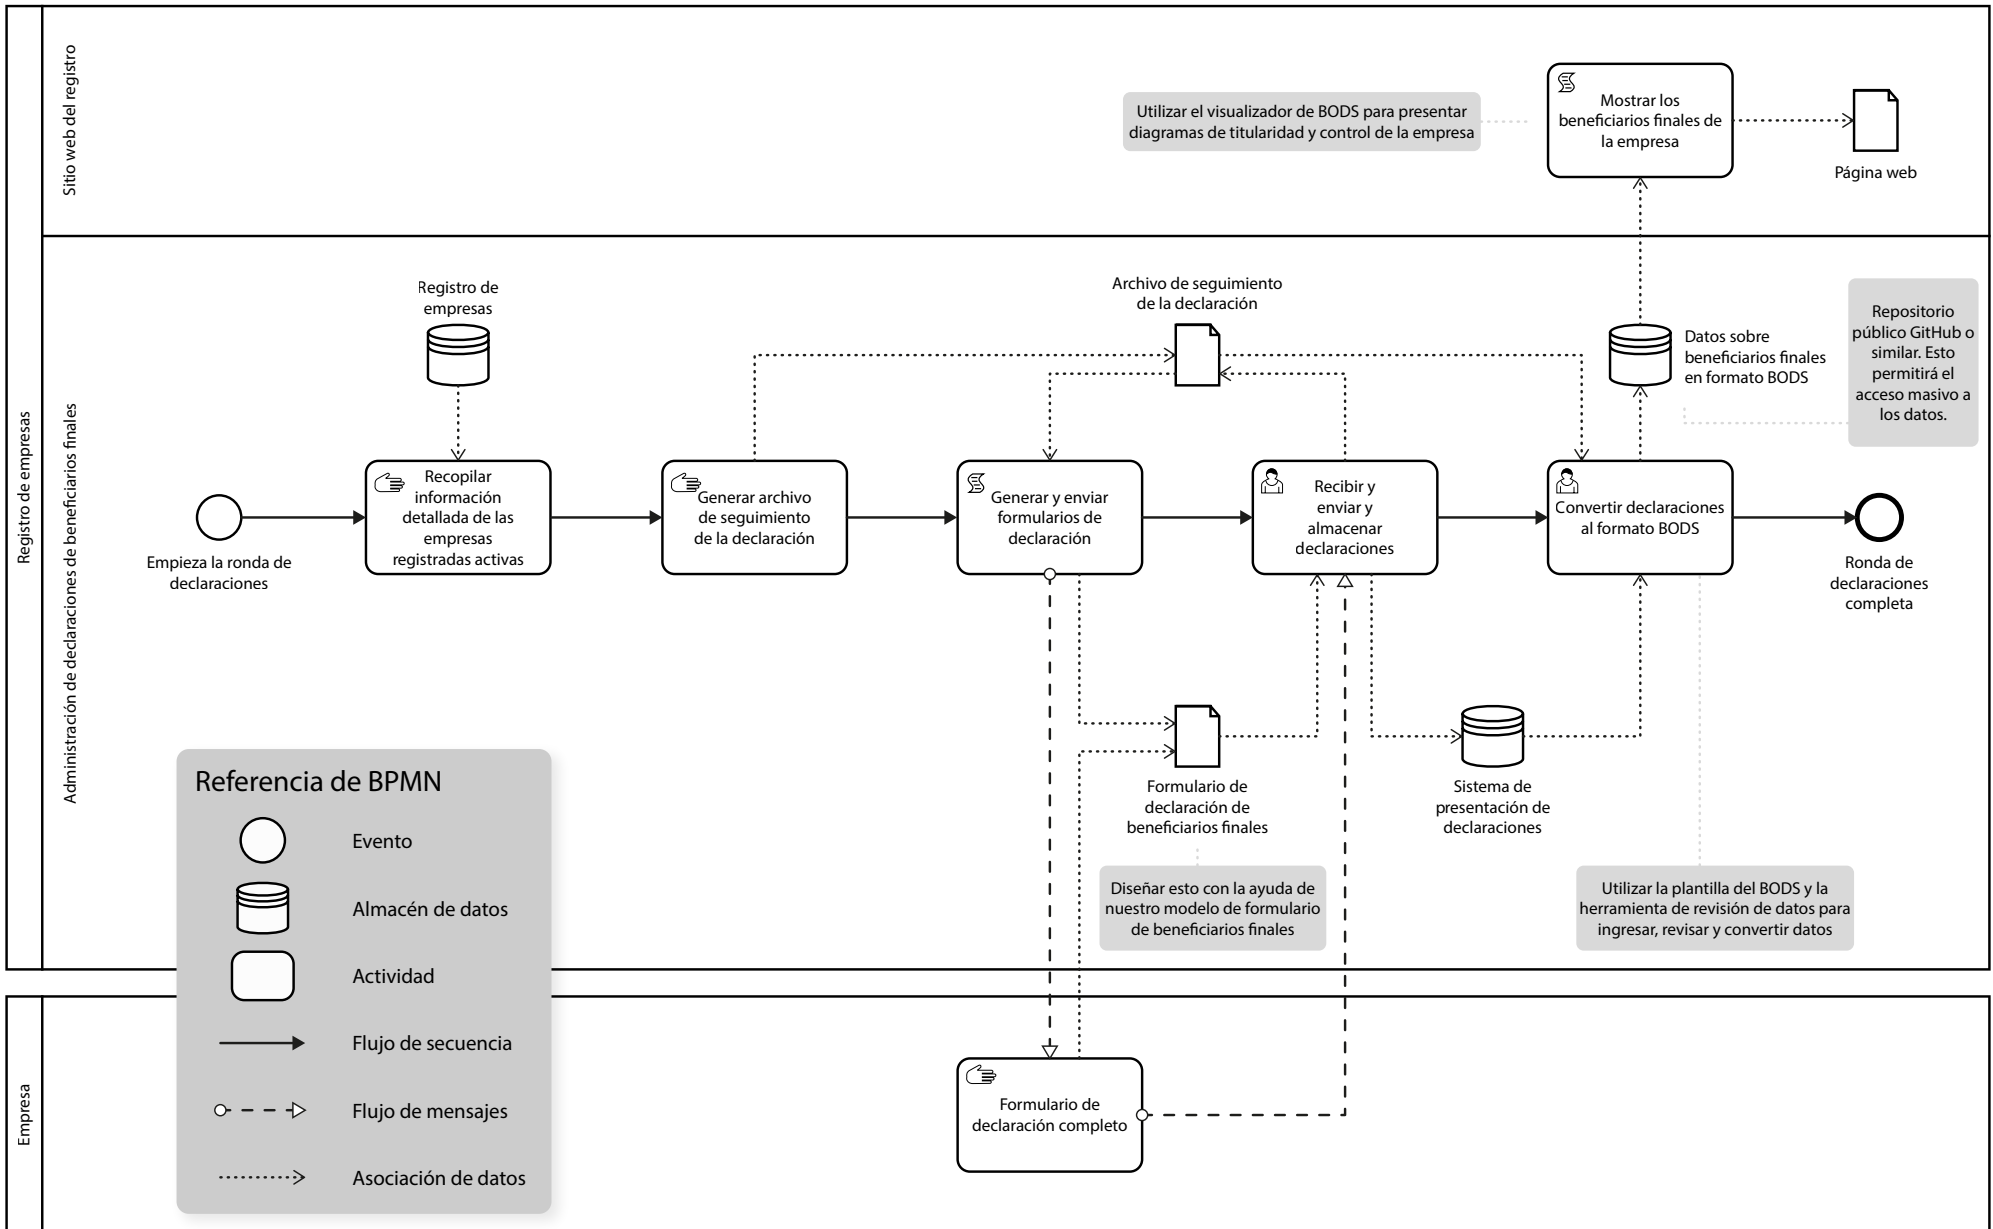 Registro de empresas
Sitio web del registro
Utilizar el visualizador de BODS para presentar
diagramas de titularidad y control de la empresa
Mostrar los
beneficiarios finales de
la empresa
Página web
Administración de declaraciones de beneficiarios finales
Registro de
empresas
Archivo de seguimiento
de la declaración
Datos sobre
beneficiarios finales
en formato BODS
Repositorio
público GitHub o
similar. Esto
permitirá el
acceso masivo a
los datos.
Empieza la ronda de
declaraciones
Recopilar
información
detallada de las
empresas
registradas activas
Generar archivo
de seguimiento
de la declaración
Generar y enviar
formularios de
declaración
Recibir y
enviar y
almacenar
declaraciones
Convertir declaraciones
al formato BODS
Ronda de
declaraciones
completa
Formulario de
declaración de
beneficiarios finales
Sistema de
presentación de
declaraciones
Diseñar esto con la ayuda de
nuestro modelo de formulario
de beneficiarios finales
Utilizar la plantilla del BODS y la
herramienta de revisión de datos para
ingresar, revisar y convertir datos
Referencia de BPMN
Evento
Almacén de datos
Actividad
Flujo de secuencia
Flujo de mensajes
Asociación de datos
Empresa
Formulario de
declaración completo